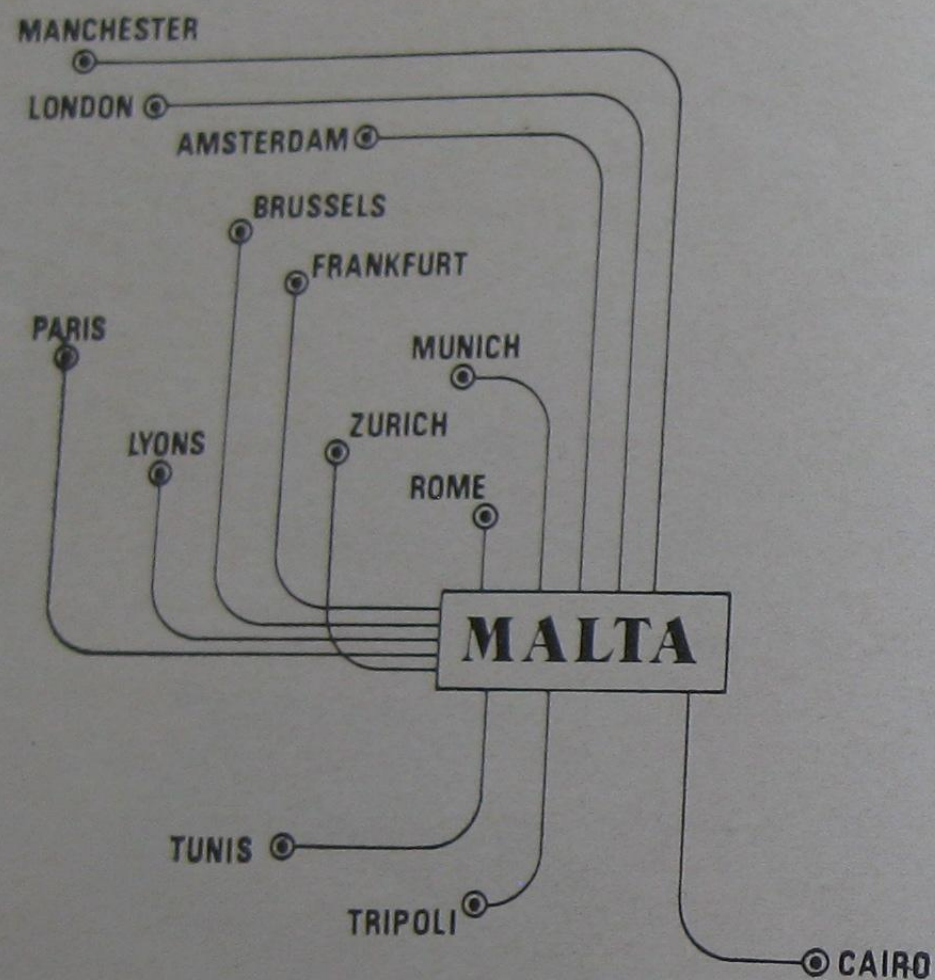 MANCHESTER
LONDON
AMSTERDAM
BRUSSELS
FRANKFURT
PARIS
MUNICH
ZURICH
LYONS
ROME
MALTA
TUNIS
TRIPOLI
CAIRO